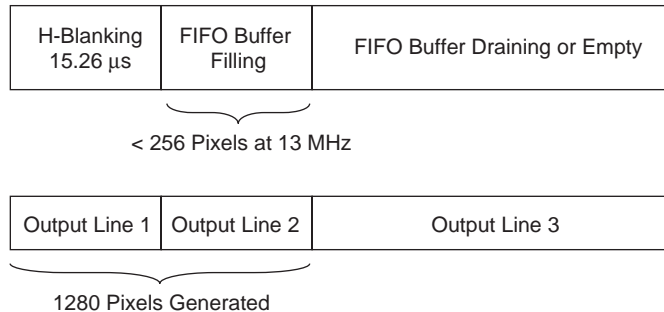 H-Blanking
15.26 μs
FIFO Buffer
Filling
FIFO Buffer Draining or Empty
< 256 Pixels at 13 MHz
Output Line 1
Output Line 2
Output Line 3
1280 Pixels Generated